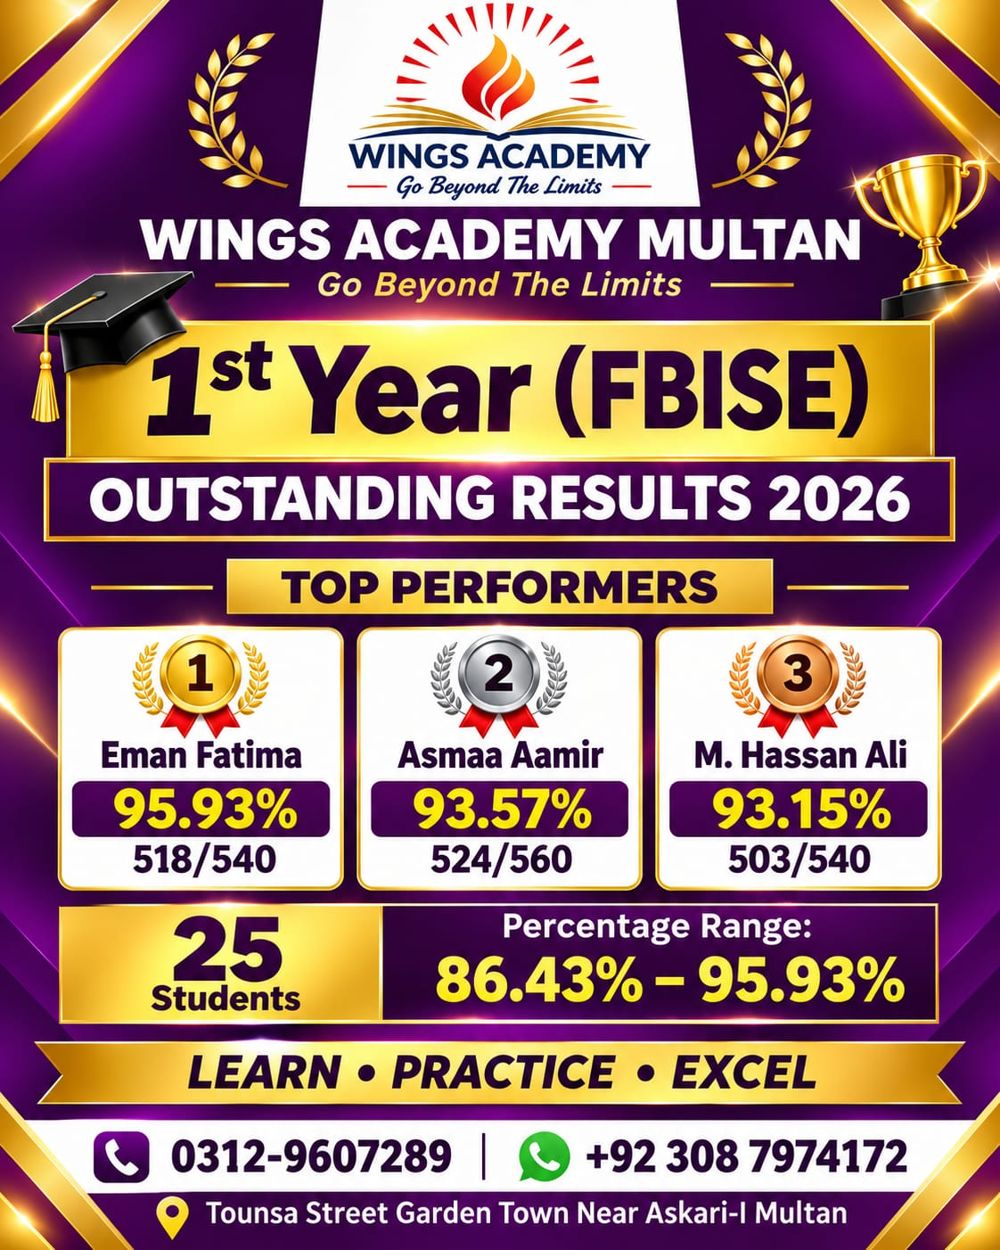 WINGS ACADEMY
Go Beyond The Limits
WINGS ACADEMY MULTAN
Go Beyond The Limits
1st Year (FBISE)
OUTSTANDING RESULTS 2026
TOP PERFORMERS
1
Eman Fatima
95.93%
518/540
2
Asmaa Aamir
93.57%
524/560
3
M. Hassan Ali
93.15%
503/540
25
Students
Percentage Range:
86.43% – 95.93%
LEARN • PRACTICE • EXCEL
0312-9607289 | +92 308 7974172
Tounsa Street Garden Town Near Askari-I Multan